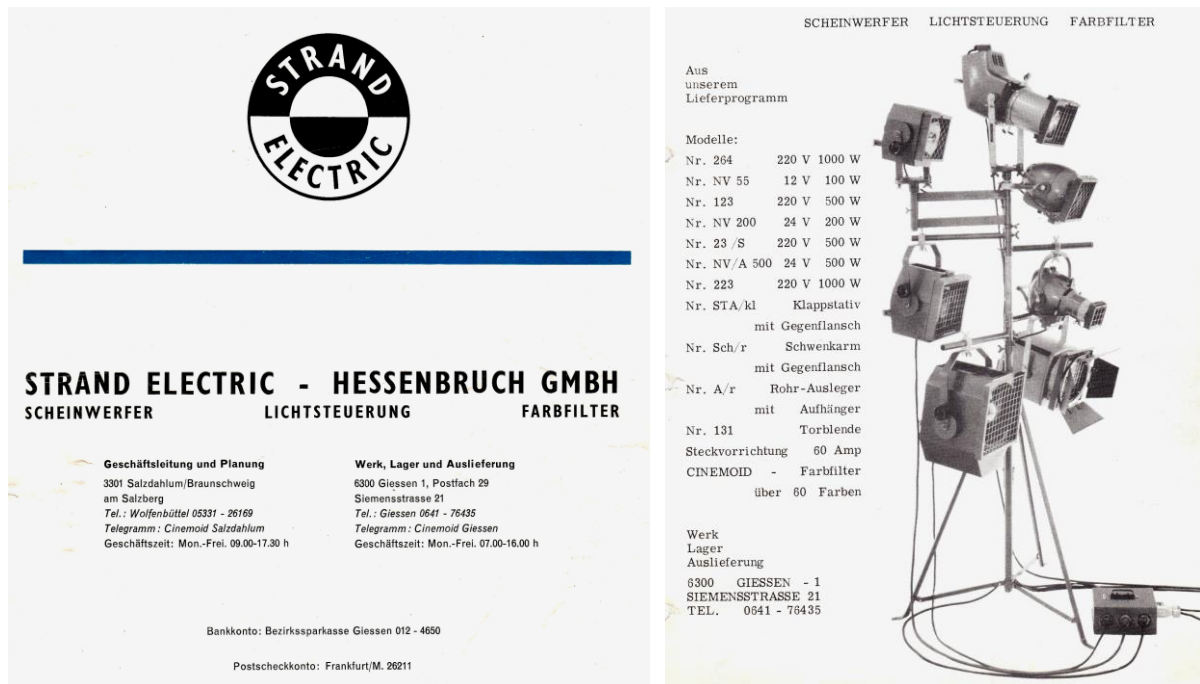 STRAND
ELECTRIC
STRAND ELECTRIC - HESSENBRUCH GMBH
SCHEINWERFER LICHTSTEUERUNG FARBFILTER
Geschäftsleitung und Planung
3301 Salzdahlum/Braunschweig
am Salzberg
Tel.: Wolfenbüttel 05331 - 26169
Telegramm: Cinemoid Salzdahlum
Geschäftszeit: Mon.-Frei. 09.00-17.30 h
Werk, Lager und Auslieferung
6300 Giessen 1, Postfach 29
Siemensstrasse 21
Tel.: Giessen 0641 - 76435
Telegramm: Cinemoid Giessen
Geschäftszeit: Mon.-Frei. 07.00-16.00 h
Bankkonto: Bezirkssparkasse Giessen 012 - 4650
Postscheckkonto: Frankfurt/M. 26211
SCHEINWERFER LICHTSTEUERUNG FARBFILTER
Aus
unserem
Lieferprogramm
Modelle:
Nr. 264 220 V 1000 W
Nr. NV 55 12 V 100 W
Nr. 123 220 V 500 W
Nr. NV 200 24 V 200 W
Nr. 23 /S 220 V 500 W
Nr. NV/A 500 24 V 500 W
Nr. 223 220 V 1000 W
Nr. STA/kl Klappstativ
mit Gegenflansch
Nr. Sch/r Schwenkarm
mit Gegenflansch
Nr. A/r Rohr-Ausleger
mit Aufhänger
Nr. 131 Torblende
Steckvorrichtung 60 Amp
CINEMOID - Farbfilter
über 60 Farben
Werk
Lager
Auslieferung
6300 GIESSEN - 1
SIEMENSSTRASSE 21
TEL. 0641 - 76435